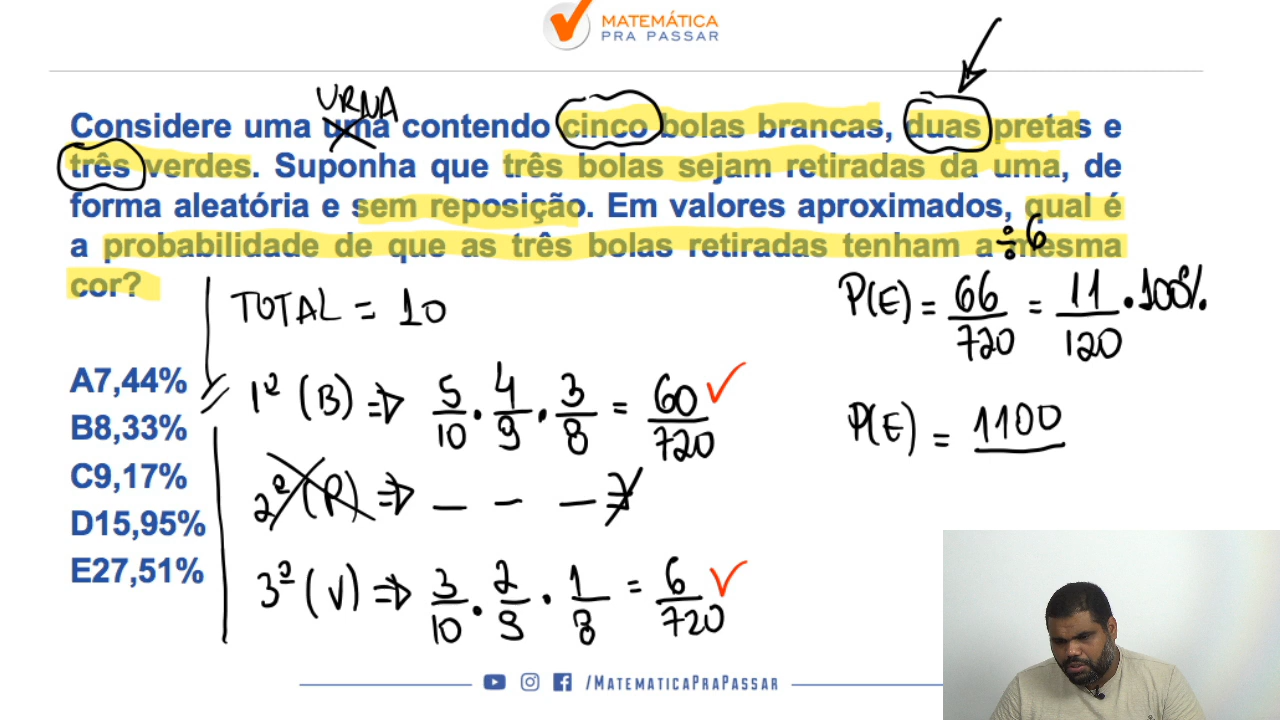 MATEMÁTICA
PRA PASSAR
URNA
Considere uma uma contendo cinco bolas brancas, duas pretas e
três verdes. Suponha que três bolas sejam retiradas da uma, de
forma aleatória e sem reposição. Em valores aproximados, qual é
a probabilidade de que as três bolas retiradas tenham a mesma
cor?
÷6
TOTAL = 10
P(E) = 66/720 = 11/120 . 100%
A7,44%
B8,33%
C9,17%
D15,95%
E27,51%
1º (B) => 5/10 . 4/9 . 3/8 = 60/720 ✓
P(E) = 1100
2º (P) => _ _ _ =
3º (V) => 3/10 . 2/9 . 1/8 = 6/720 ✓
/MATEMATICAPRAPASSAR